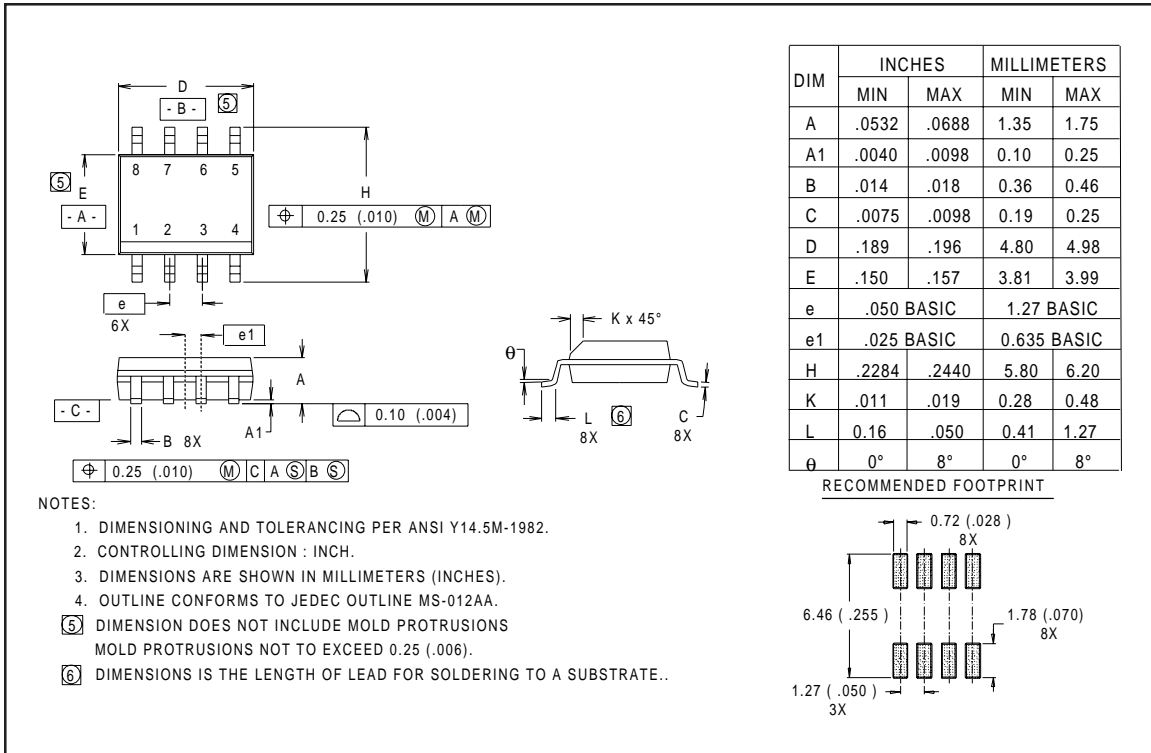 D
- B -
5
8 7 6 5
5
E
- A -
H
⌖ 0.25 (.010) Ⓜ A Ⓜ
1 2 3 4
e
6X
e1
A
- C -
B 8X
A1
⌓ 0.10 (.004)
⌖ 0.25 (.010) Ⓜ C A Ⓢ B Ⓢ
K x 45°
θ
L
8X
6
C
8X
DIM INCHES MILLIMETERS
MIN MAX MIN MAX
A .0532 .0688 1.35 1.75
A1 .0040 .0098 0.10 0.25
B .014 .018 0.36 0.46
C .0075 .0098 0.19 0.25
D .189 .196 4.80 4.98
E .150 .157 3.81 3.99
e .050 BASIC 1.27 BASIC
e1 .025 BASIC 0.635 BASIC
H .2284 .2440 5.80 6.20
K .011 .019 0.28 0.48
L 0.16 .050 0.41 1.27
θ 0° 8° 0° 8°
NOTES:
1. DIMENSIONING AND TOLERANCING PER ANSI Y14.5M-1982.
2. CONTROLLING DIMENSION : INCH.
3. DIMENSIONS ARE SHOWN IN MILLIMETERS (INCHES).
4. OUTLINE CONFORMS TO JEDEC OUTLINE MS-012AA.
5 DIMENSION DOES NOT INCLUDE MOLD PROTRUSIONS
MOLD PROTRUSIONS NOT TO EXCEED 0.25 (.006).
6 DIMENSIONS IS THE LENGTH OF LEAD FOR SOLDERING TO A SUBSTRATE..
RECOMMENDED FOOTPRINT
0.72 (.028 )
8X
6.46 ( .255 )
1.78 (.070)
8X
1.27 ( .050 )
3X